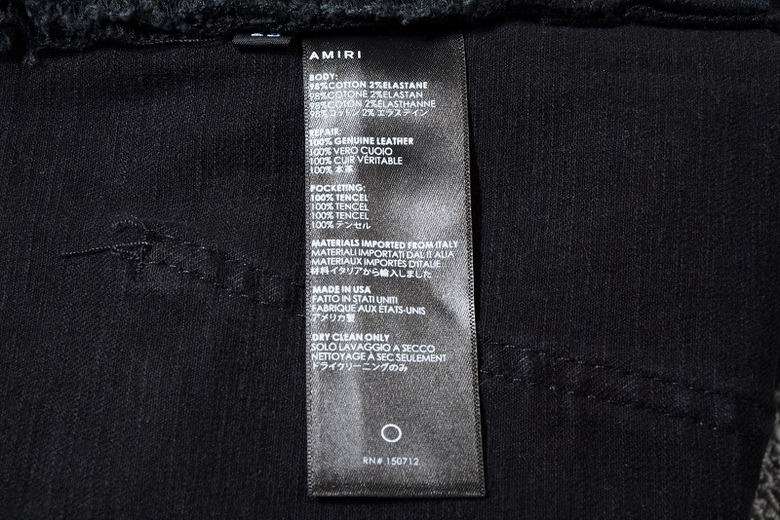 AMIRI
BODY:
98%COTTON 2%ELASTANE
98%COTONE 2%ELASTAN
98%COTTON 2%ELASTHANNE
98%コットン 2% エラステイン
REPAIR:
100% GENUINE LEATHER
100% VERO CUOIO
100% CUIR VÉRITABLE
100% 本革
POCKETING:
100% TENCEL
100% TENCEL
100% TENCEL
100% テンセル
MATERIALS IMPORTED FROM ITALY
MATERIALI IMPORTATI DALL'ITALIA
MATERIAUX IMPORTÉS D'ITALIE
材料イタリアから輸入しました
MADE IN USA
FATTO IN STATI UNITI
FABRIQUE AUX ETATS-UNIS
アメリカ製
DRY CLEAN ONLY
SOLO LAVAGGIO A SECCO
NETTOYAGE A SEC SEULEMENT
ドライクリーニングのみ
RN# 150712